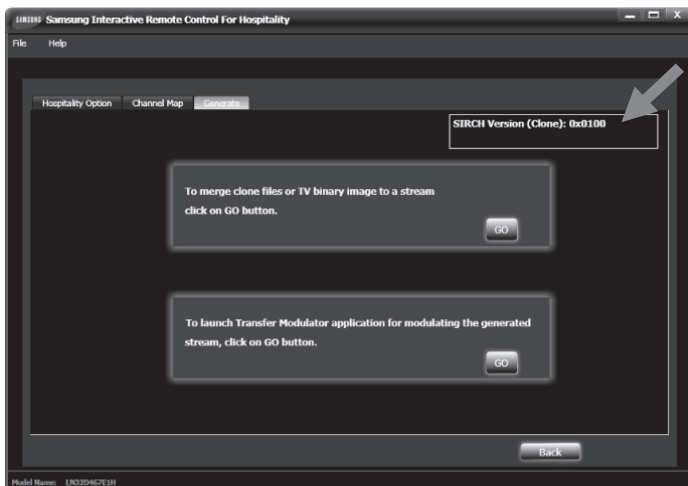 SAMSUNG Samsung Interactive Remote Control For Hospitality
File Help
Hospitality Option Channel Map Generate
SIRCH Version (Clone): 0x0100
To merge clone files or TV binary image to a stream
click on GO button.
GO
To launch Transfer Modulator application for modulating the generated
stream, click on GO button.
GO
Back
Model Name: LN32D467E1H